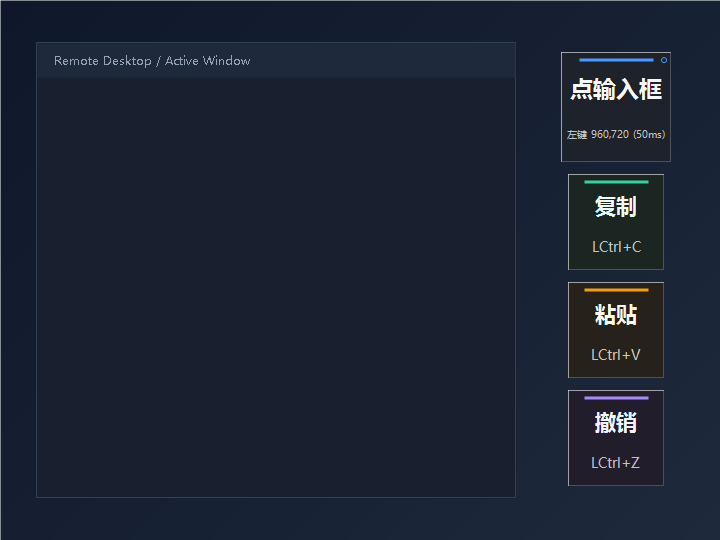 Remote Desktop / Active Window
点输入框
左键 960,720 (50ms)
复制
LCtrl+C
粘贴
LCtrl+V
撤销
LCtrl+Z